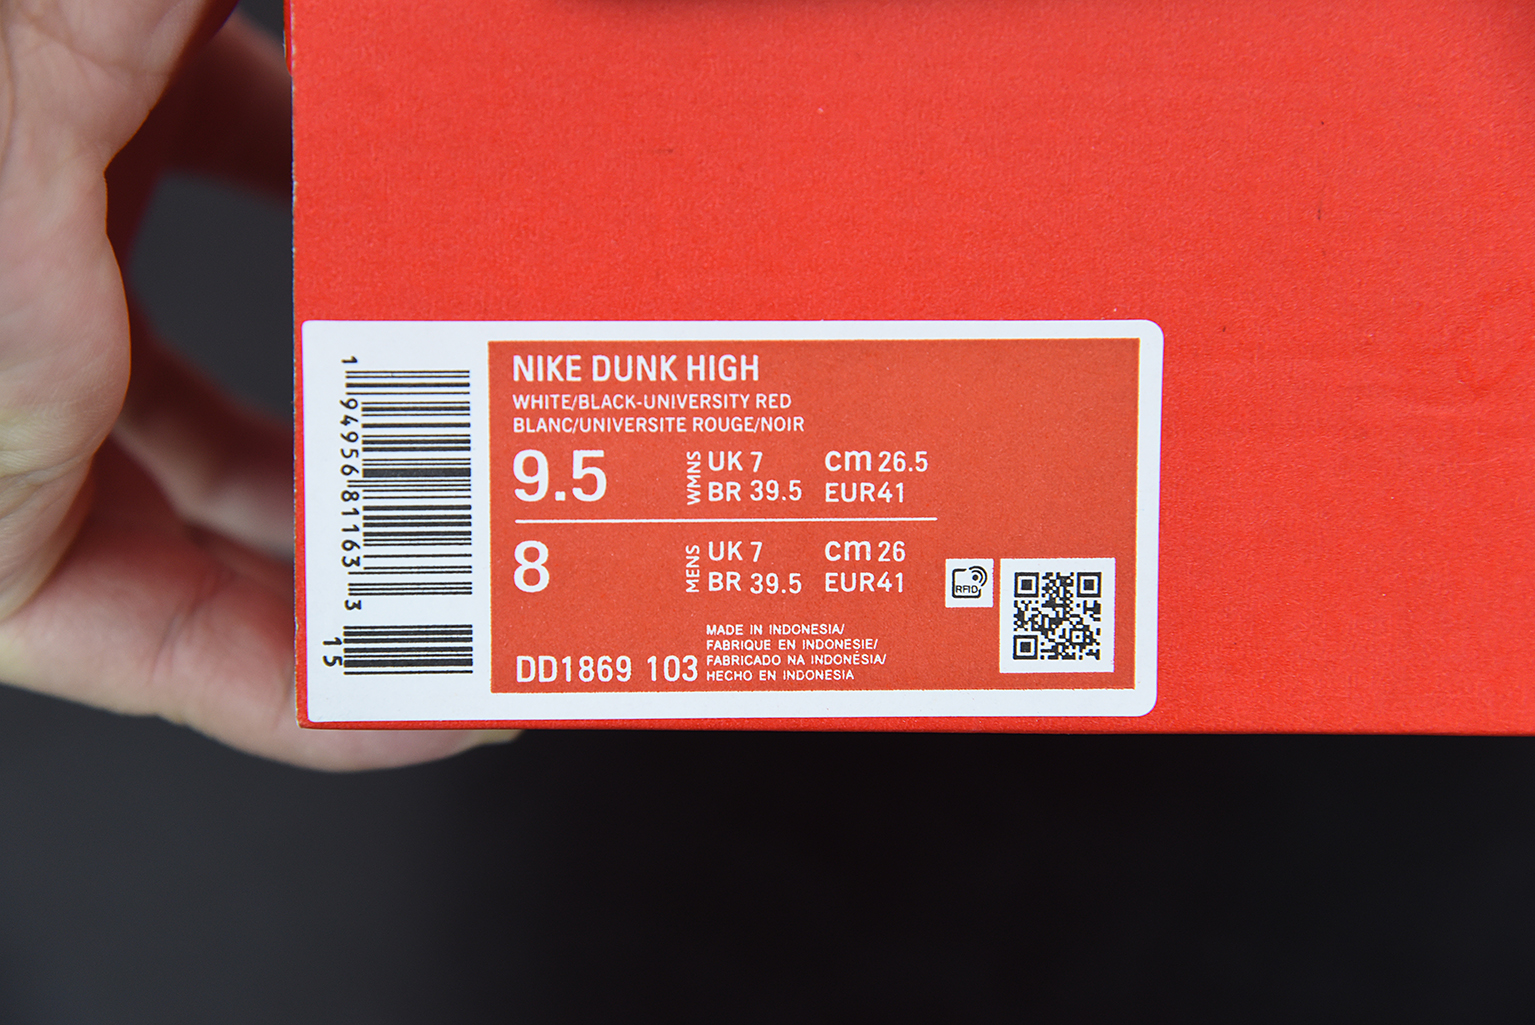 1 94956 81163 3
15
NIKE DUNK HIGH
WHITE/BLACK-UNIVERSITY RED
BLANC/UNIVERSITE ROUGE/NOIR
9.5 WMNS UK 7 cm 26.5
BR 39.5 EUR41
8 MENS UK 7 cm 26
BR 39.5 EUR41
RFID
MADE IN INDONESIA/
FABRIQUE EN INDONESIE/
FABRICADO NA INDONÉSIA/
HECHO EN INDONESIA
DD1869 103